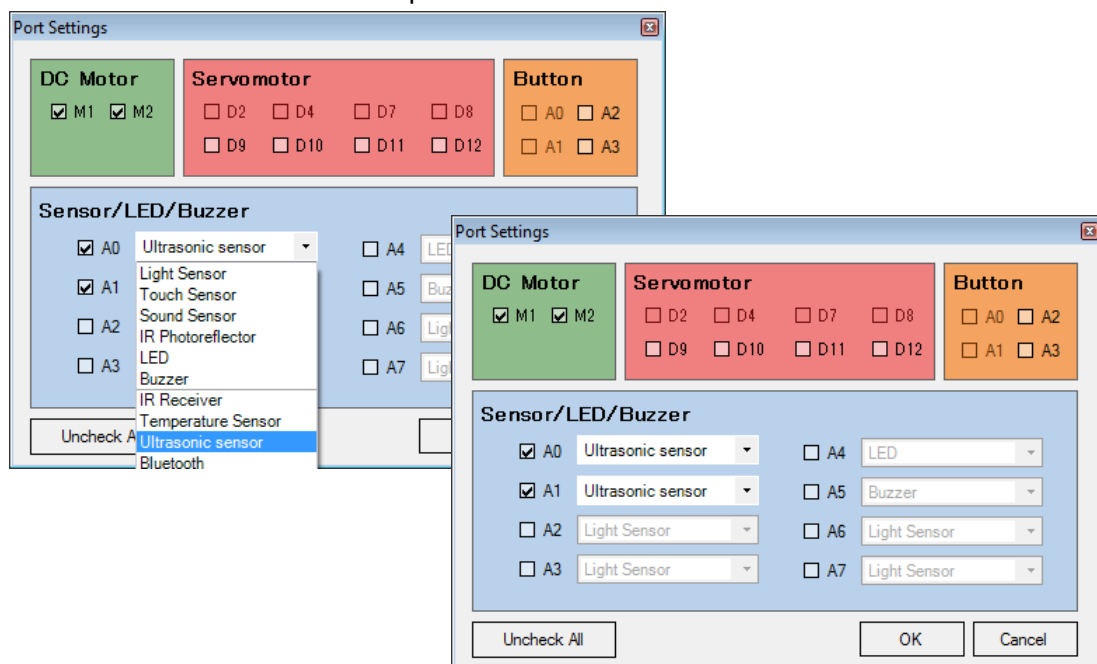 Port Settings
DC Motor
M1 M2
Servomotor
D2 D4 D7 D8
D9 D10 D11 D12
Button
A0 A2
A1 A3
Sensor/LED/Buzzer
A0 Ultrasonic sensor
A1
A2
A3
Light Sensor
Touch Sensor
Sound Sensor
IR Photoreflector
LED
Buzzer
IR Receiver
Temperature Sensor
Ultrasonic sensor
Bluetooth
A4 LED
A5 Buz
A6 Lig
A7 Lig
Uncheck A
Port Settings
DC Motor
M1 M2
Servomotor
D2 D4 D7 D8
D9 D10 D11 D12
Button
A0 A2
A1 A3
Sensor/LED/Buzzer
A0 Ultrasonic sensor A4 LED
A1 Ultrasonic sensor A5 Buzzer
A2 Light Sensor A6 Light Sensor
A3 Light Sensor A7 Light Sensor
Uncheck All OK Cancel